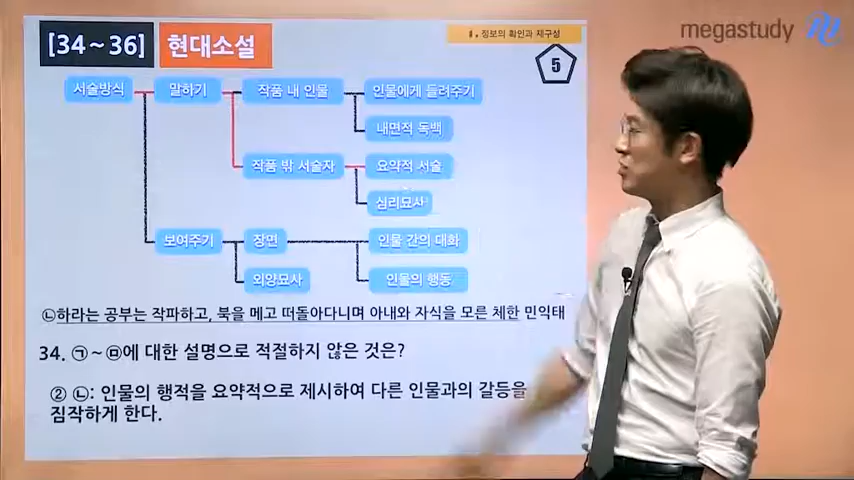 [34~36] 현대소설
Ⅱ. 정보의 확인과 재구성
megastudy
5
서술방식 말하기 작품 내 인물 인물에게 들려주기
내면적 독백
작품 밖 서술자 요약적 서술
심리묘사
보여주기 장면 인물 간의 대화
외양묘사 인물의 행동
㉡하라는 공부는 작파하고, 북을 메고 떠돌아다니며 아내와 자식을 모른 체한 민익태
34. ㉠~㉤에 대한 설명으로 적절하지 않은 것은?
② ㉡: 인물의 행적을 요약적으로 제시하여 다른 인물과의 갈등을
짐작하게 한다.